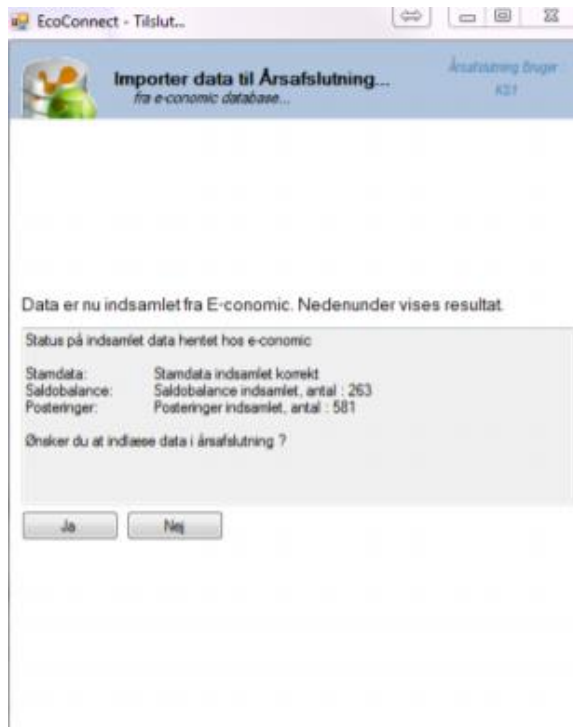 EcoConnect - Tilslut...
Importer data til Årsafslutning...
fra e-conomic database...
Årsafslutning Bruger
Data er nu indsamlet fra E-conomic. Nedenunder vises resultat.
Status på indsamlet data hentet hos e-conomic
Stamdata: Stamdata indsamlet korrekt
Saldobalance: Saldobalance indsamlet, antal : 263
Posteringer: Posteringer indsamlet, antal : 581
Ønsker du at indlæse data i årsafslutning ?
Ja Nej